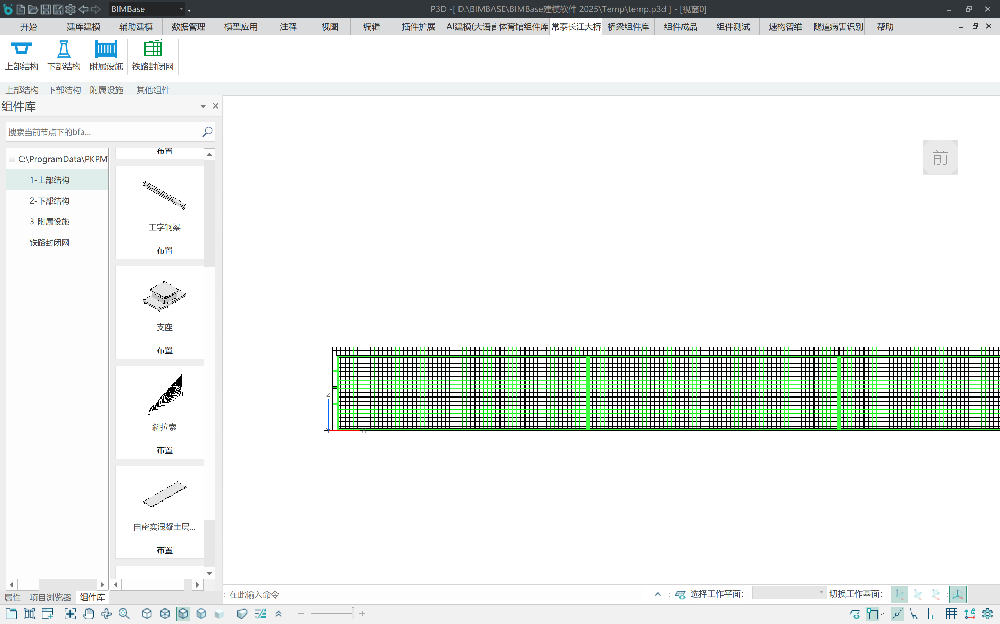 BIMBase
P3D -[ D:\BIMBASE\BIMBase建模软件 2025\Temp\temp.p3d ] - [视窗0]
开始 建库建模 辅助建模 数据管理 模型应用 注释 视图 编辑 插件扩展 AI建模(大语言 体育馆组件库 常泰长江大桥 桥梁组件库 组件成品 组件测试 速构智维 隧道病害识别 帮助
上部结构 下部结构 附属设施 铁路封闭网
上部结构 下部结构 附属设施 其他组件
组件库
搜索当前节点下的bfa...
C:\ProgramData\PKPM\
1-上部结构
2-下部结构
3-附属设施
铁路封闭网
布置
工字钢梁
布置
支座
布置
斜拉索
布置
自密实混凝土层...
布置
前
Z
X
属性 项目浏览器 组件库
在此输入命令
选择工作平面：
切换工作基面：